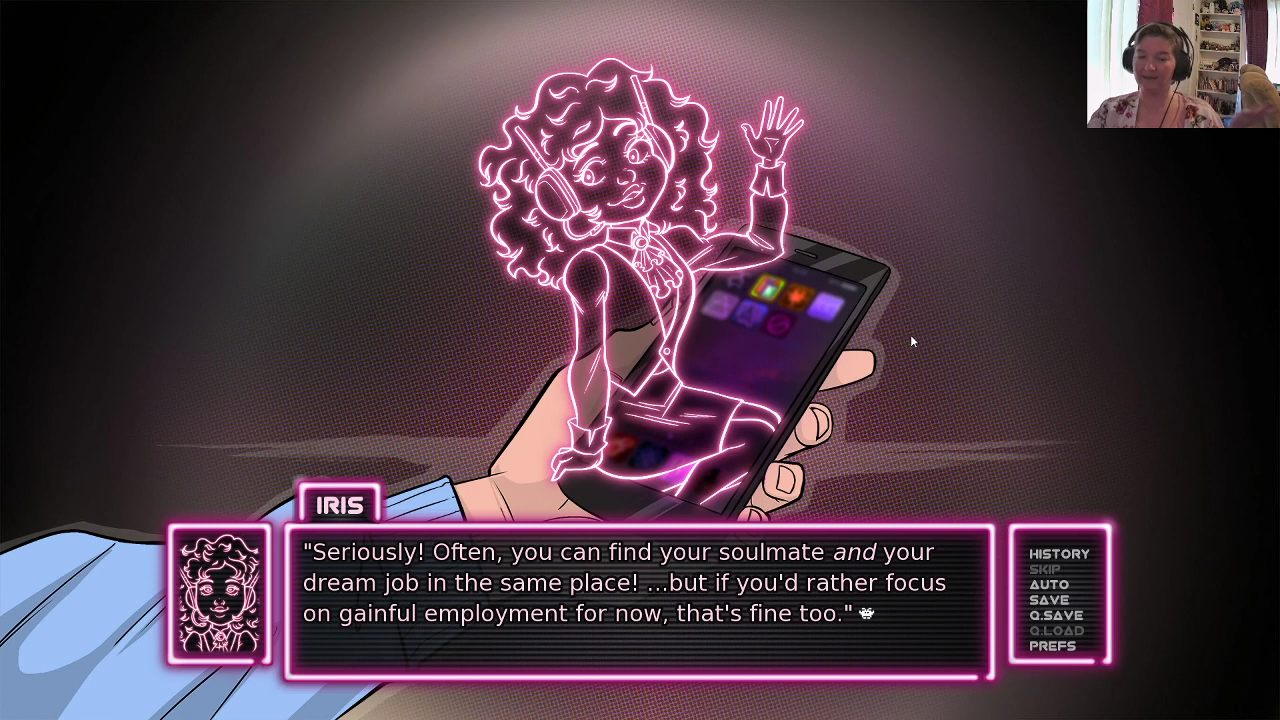 IRIS
"Seriously! Often, you can find your soulmate and your
dream job in the same place! ...but if you'd rather focus
on gainful employment for now, that's fine too."
HISTORY
SKIP
AUTO
SAVE
Q.SAVE
Q.LOAD
PREFS